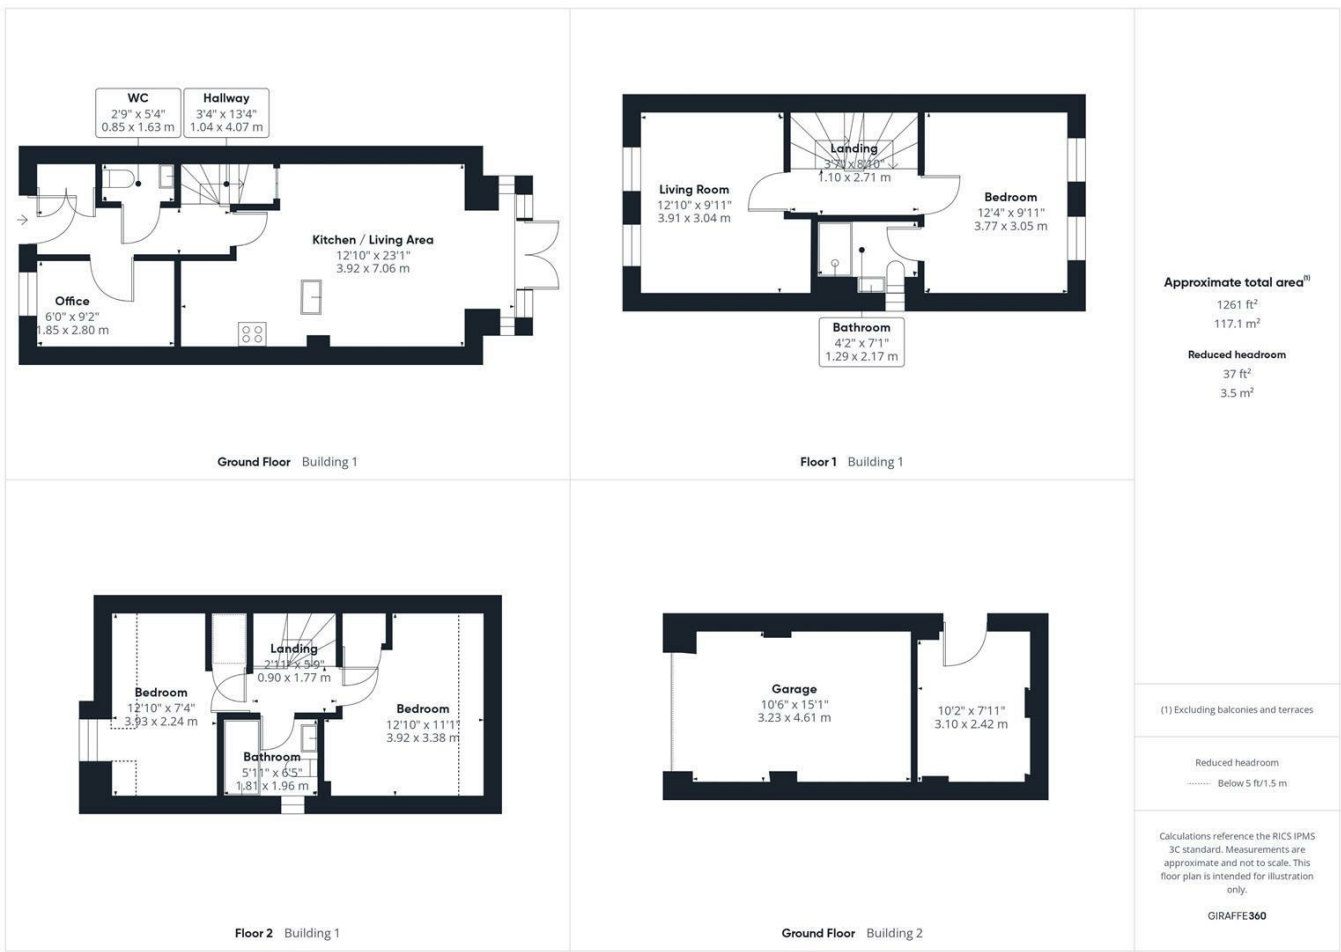 WC
2'9" x 5'4"
0.85 x 1.63 m
Hallway
3'4" x 13'4"
1.04 x 4.07 m
Kitchen / Living Area
12'10" x 23'1"
3.92 x 7.06 m
Office
6'0" x 9'2"
1.85 x 2.80 m
Ground Floor Building 1
Living Room
12'10" x 9'11"
3.91 x 3.04 m
Landing
3'7" x 8'10"
1.10 x 2.71 m
Bedroom
12'4" x 9'11"
3.77 x 3.05 m
Bathroom
4'2" x 7'1"
1.29 x 2.17 m
Floor 1 Building 1
Bedroom
12'10" x 7'4"
3.93 x 2.24 m
Landing
2'11" x 5'9"
0.90 x 1.77 m
Bedroom
12'10" x 11'1"
3.92 x 3.38 m
Bathroom
5'11" x 6'5"
1.81 x 1.96 m
Floor 2 Building 1
Garage
10'6" x 15'1"
3.23 x 4.61 m
10'2" x 7'11"
3.10 x 2.42 m
Ground Floor Building 2
Approximate total area(1)
1261 ft²
117.1 m²
Reduced headroom
37 ft²
3.5 m²
(1) Excluding balconies and terraces
Reduced headroom
Below 5 ft/1.5 m
Calculations reference the RICS IPMS
3C standard. Measurements are
approximate and not to scale. This
floor plan is intended for illustration
only.
GIRAFFE360